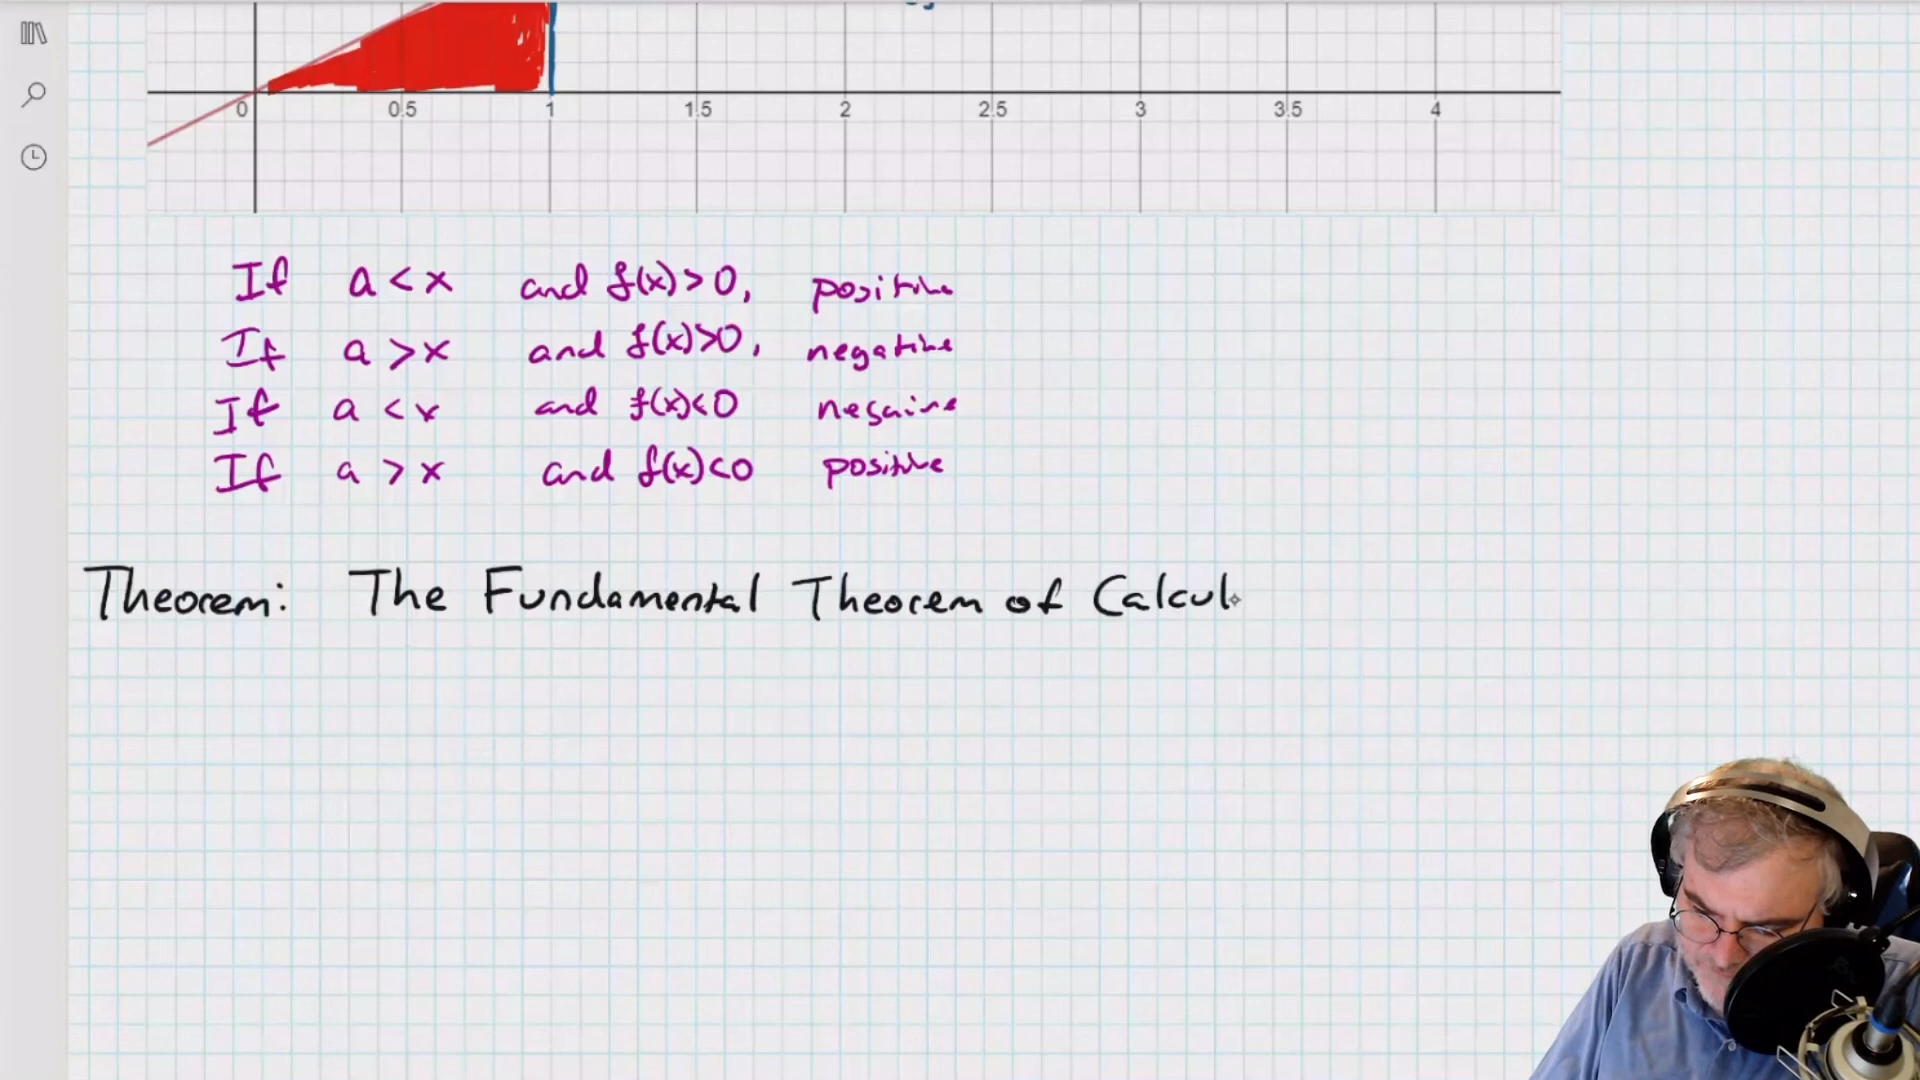 0 0.5 1 1.5 2 2.5 3 3.5 4
If a < x and f(x) > 0, positive
If a > x and f(x) > 0, negative
If a < x and f(x) < 0 negaive
If a > x and f(x) < 0 positive
Theorem: The Fundamental Theorem of Calcul